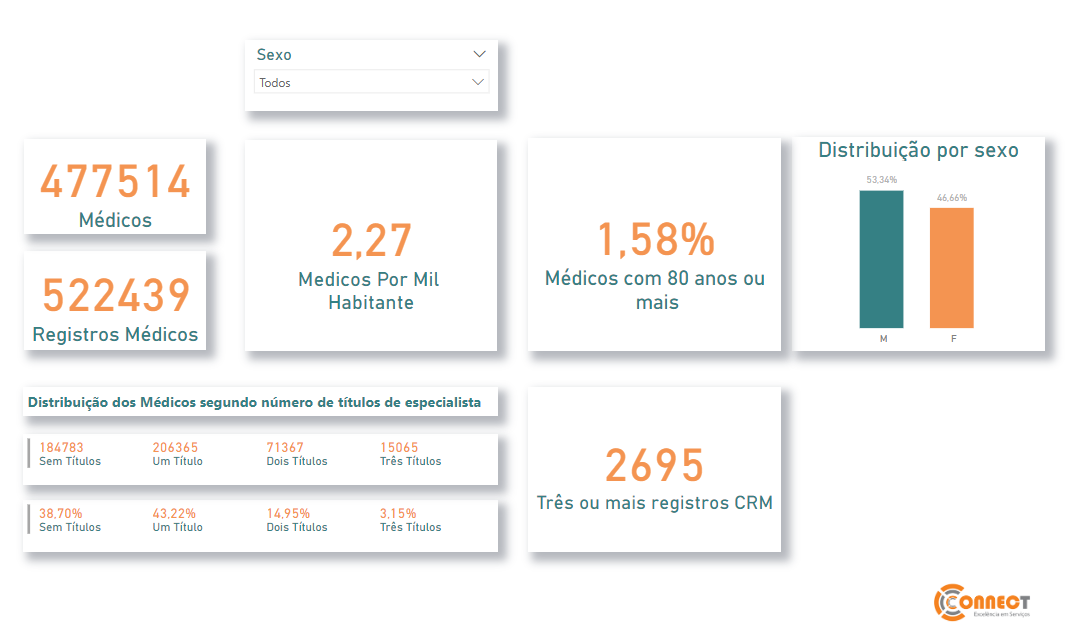 Sexo
Todos
477514
Médicos
522439
Registros Médicos
2,27
Medicos Por Mil
Habitante
1,58%
Médicos com 80 anos ou
mais
Distribuição por sexo
53,34%
46,66%
M
F
Distribuição dos Médicos segundo número de títulos de especialista
184783
Sem Títulos
206365
Um Título
71367
Dois Títulos
15065
Três Títulos
38,70%
Sem Títulos
43,22%
Um Título
14,95%
Dois Títulos
3,15%
Três Títulos
2695
Três ou mais registros CRM
CONNECT
Excelência em Serviços